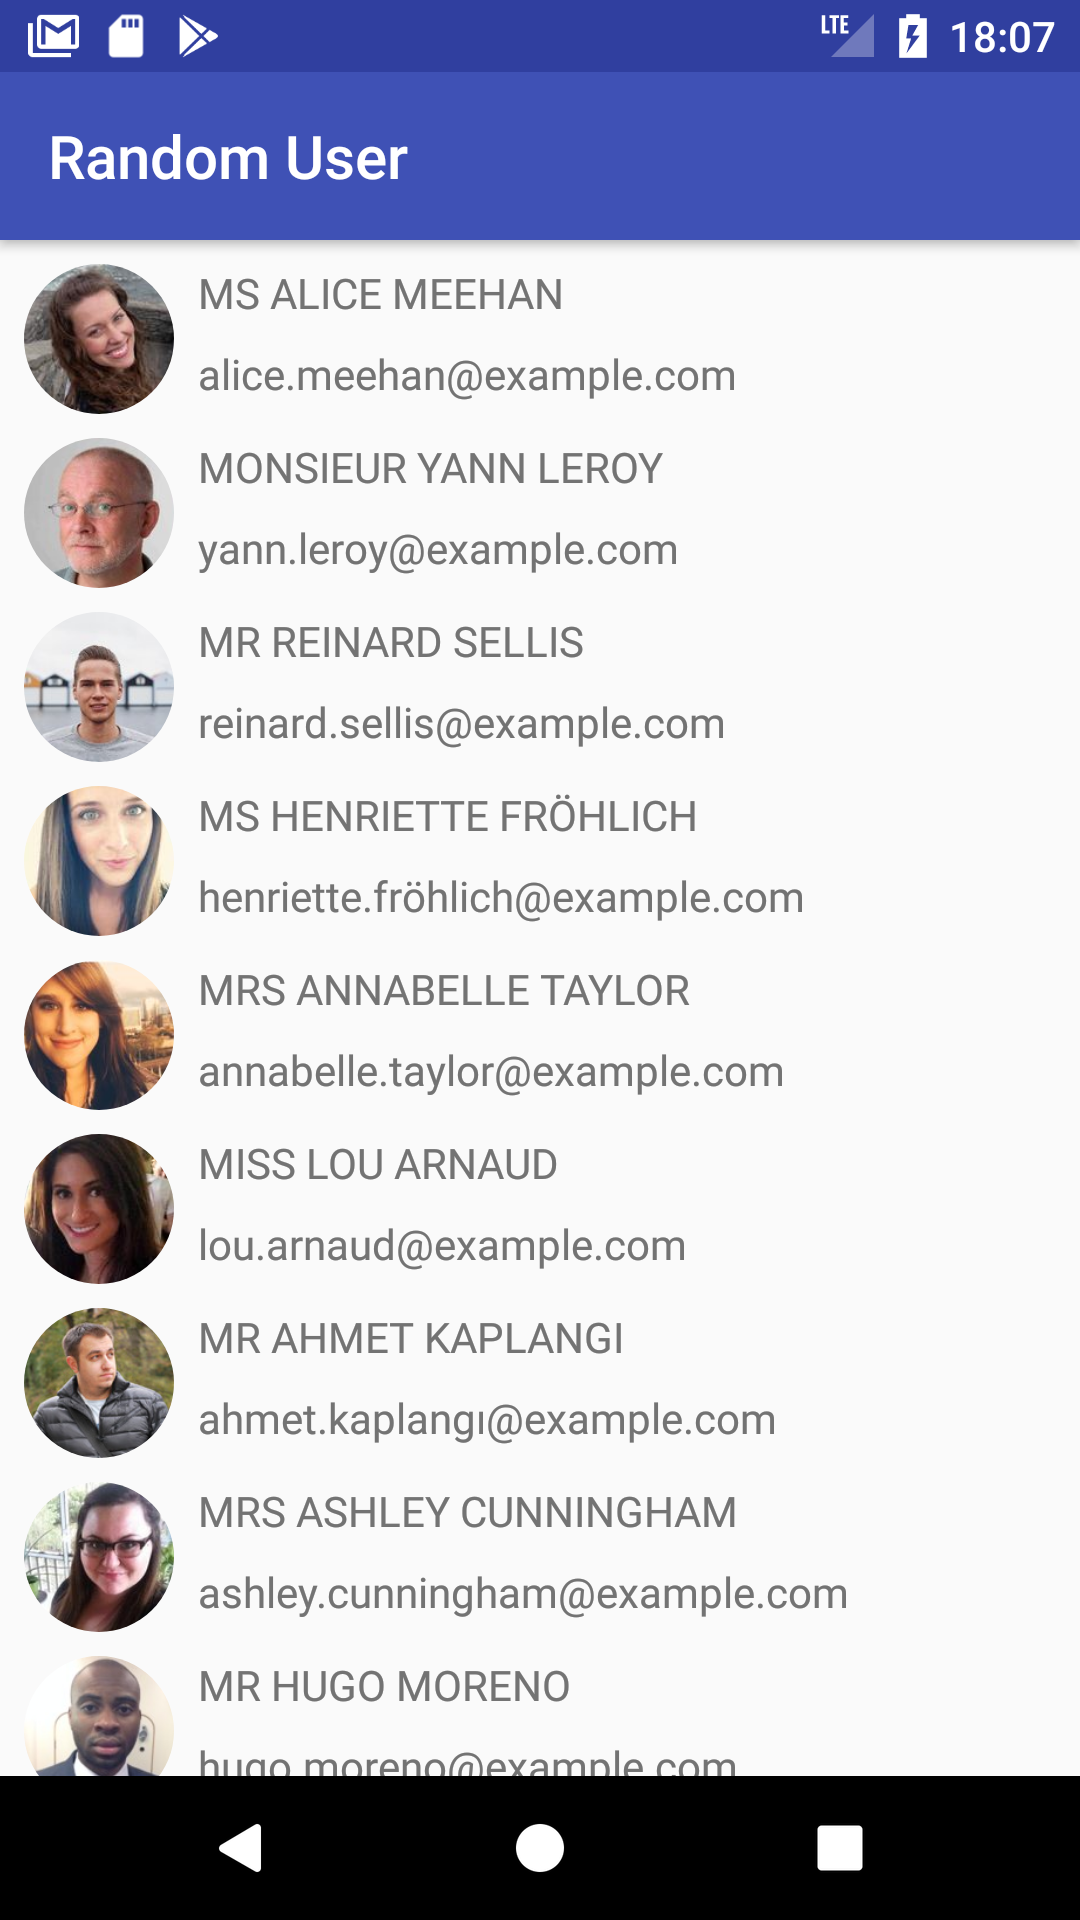 LTE 18:07
Random User
MS ALICE MEEHAN
alice.meehan@example.com
MONSIEUR YANN LEROY
yann.leroy@example.com
MR REINARD SELLIS
reinard.sellis@example.com
MS HENRIETTE FRÖHLICH
henriette.fröhlich@example.com
MRS ANNABELLE TAYLOR
annabelle.taylor@example.com
MISS LOU ARNAUD
lou.arnaud@example.com
MR AHMET KAPLANGI
ahmet.kaplangı@example.com
MRS ASHLEY CUNNINGHAM
ashley.cunningham@example.com
MR HUGO MORENO
hugo.moreno@example.com